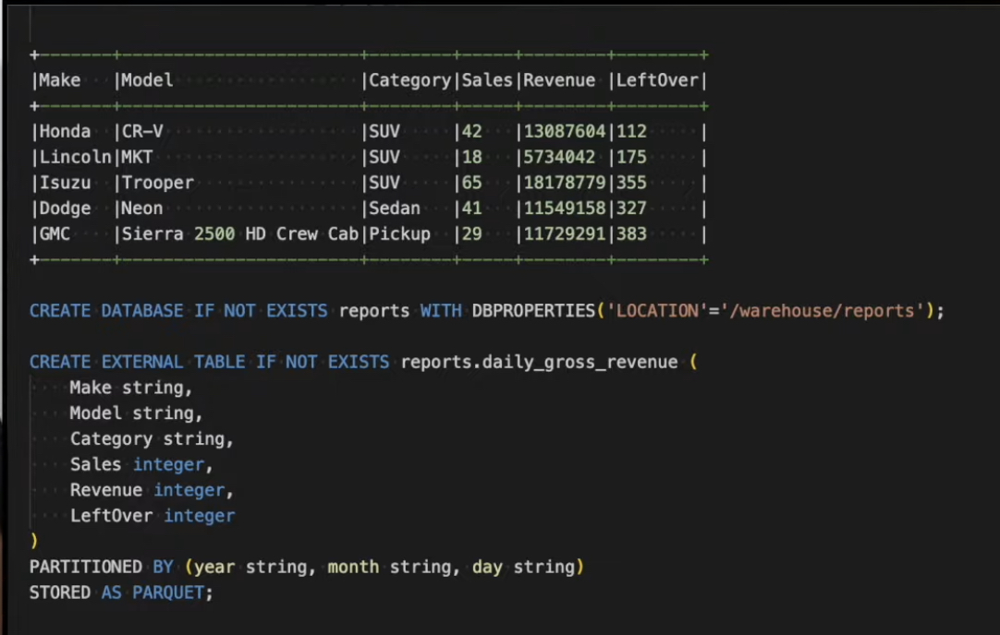 +-------+-----------------------+--------+-----+--------+--------+
|Make   |Model                  |Category|Sales|Revenue |LeftOver|
+-------+-----------------------+--------+-----+--------+--------+
|Honda  |CR-V                   |SUV     |42   |13087604|112     |
|Lincoln|MKT                    |SUV     |18   |5734042 |175     |
|Isuzu  |Trooper                |SUV     |65   |18178779|355     |
|Dodge  |Neon                   |Sedan   |41   |11549158|327     |
|GMC    |Sierra 2500 HD Crew Cab|Pickup  |29   |11729291|383     |
+-------+-----------------------+--------+-----+--------+--------+
CREATE DATABASE IF NOT EXISTS reports WITH DBPROPERTIES('LOCATION'='/warehouse/reports');
CREATE EXTERNAL TABLE IF NOT EXISTS reports.daily_gross_revenue (
    Make string,
    Model string,
    Category string,
    Sales integer,
    Revenue integer,
    LeftOver integer
)
PARTITIONED BY (year string, month string, day string)
STORED AS PARQUET;